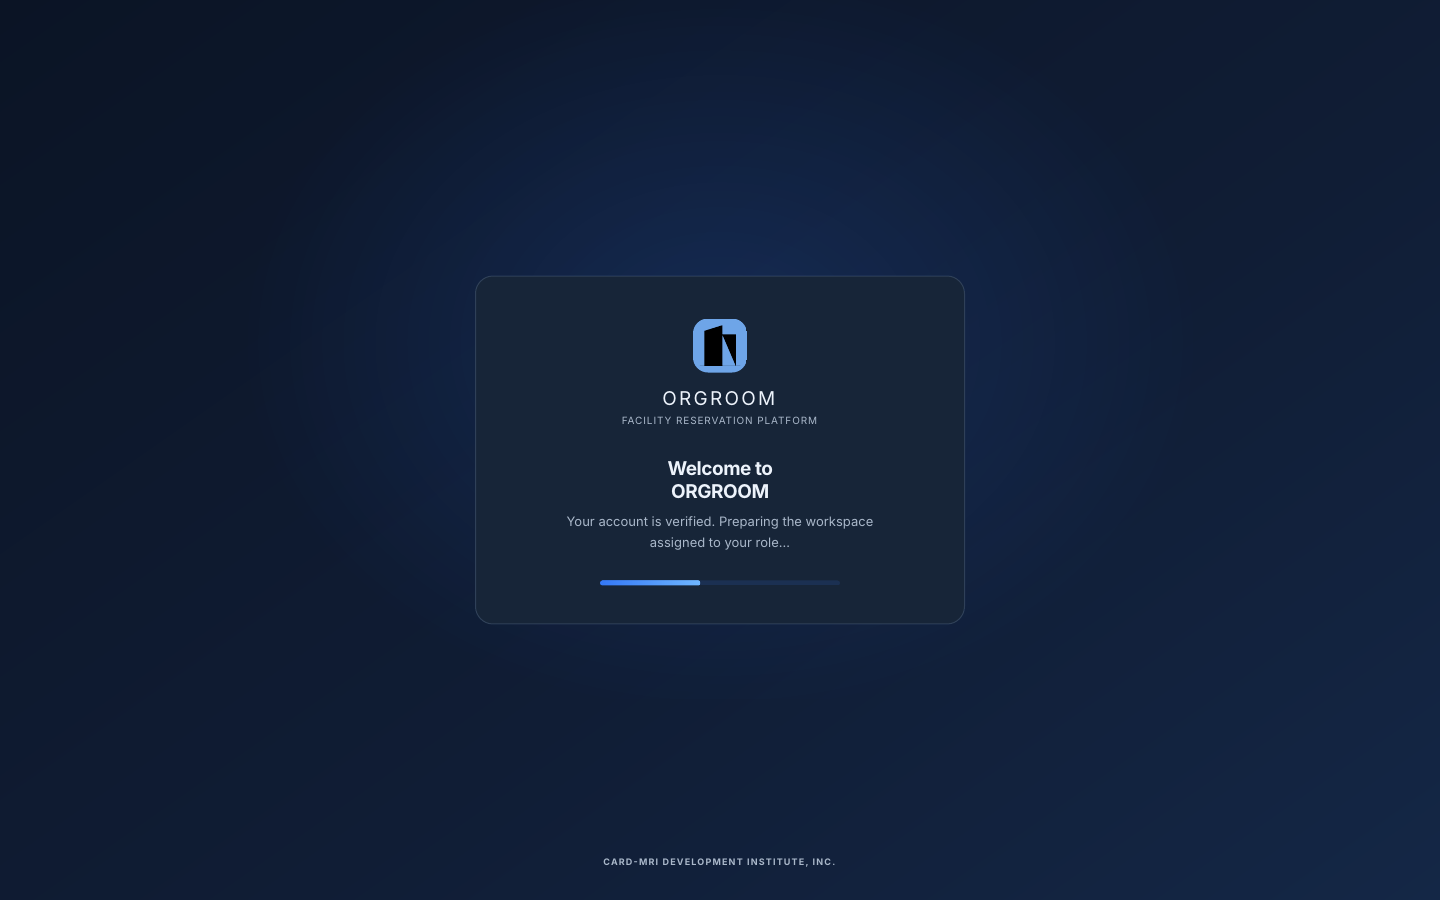 ORGROOM
FACILITY RESERVATION PLATFORM
Welcome to
ORGROOM
Your account is verified. Preparing the workspace
assigned to your role...
CARD-MRI DEVELOPMENT INSTITUTE, INC.